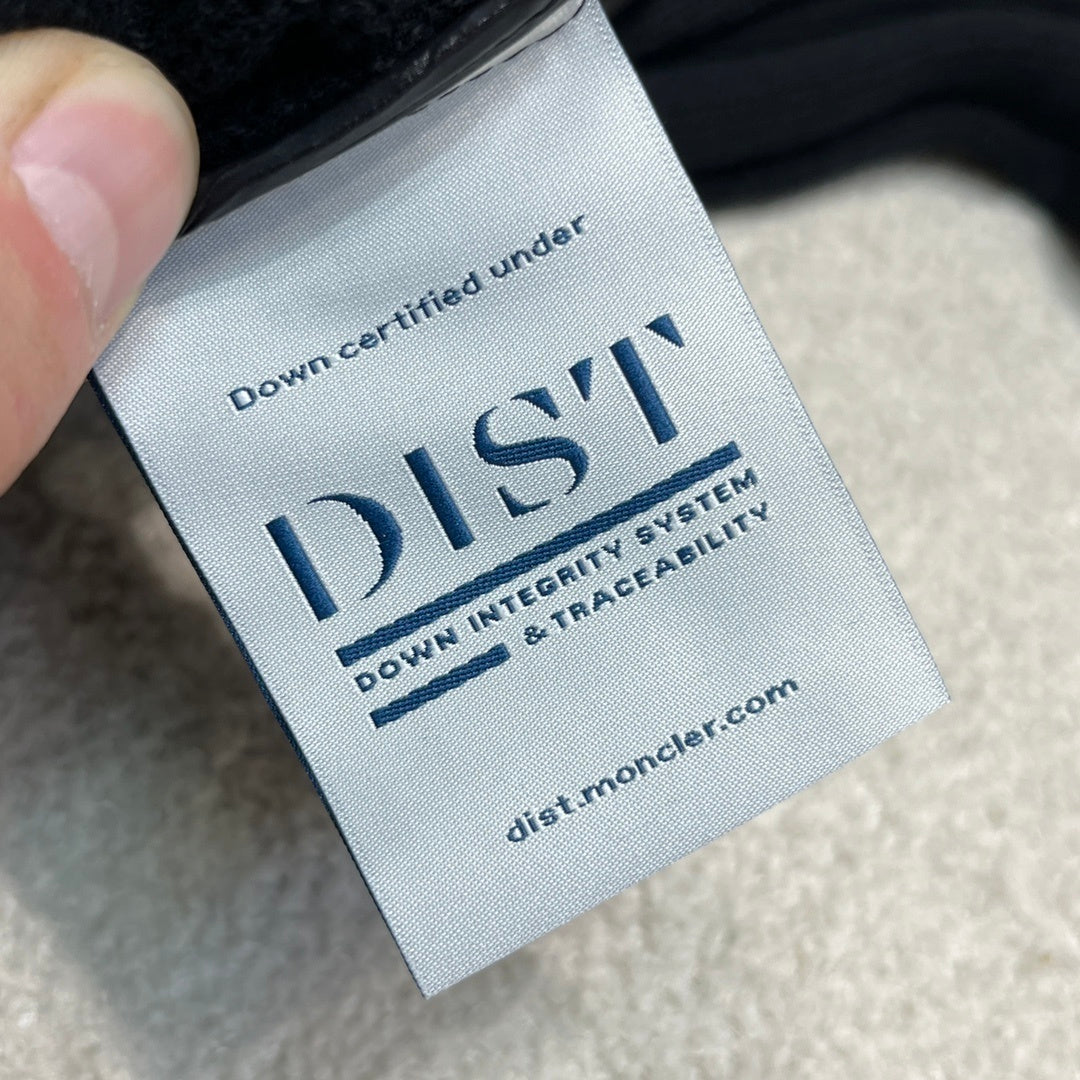 Down certified under
DIST
DOWN INTEGRITY SYSTEM
& TRACEABILITY
dist.moncler.com